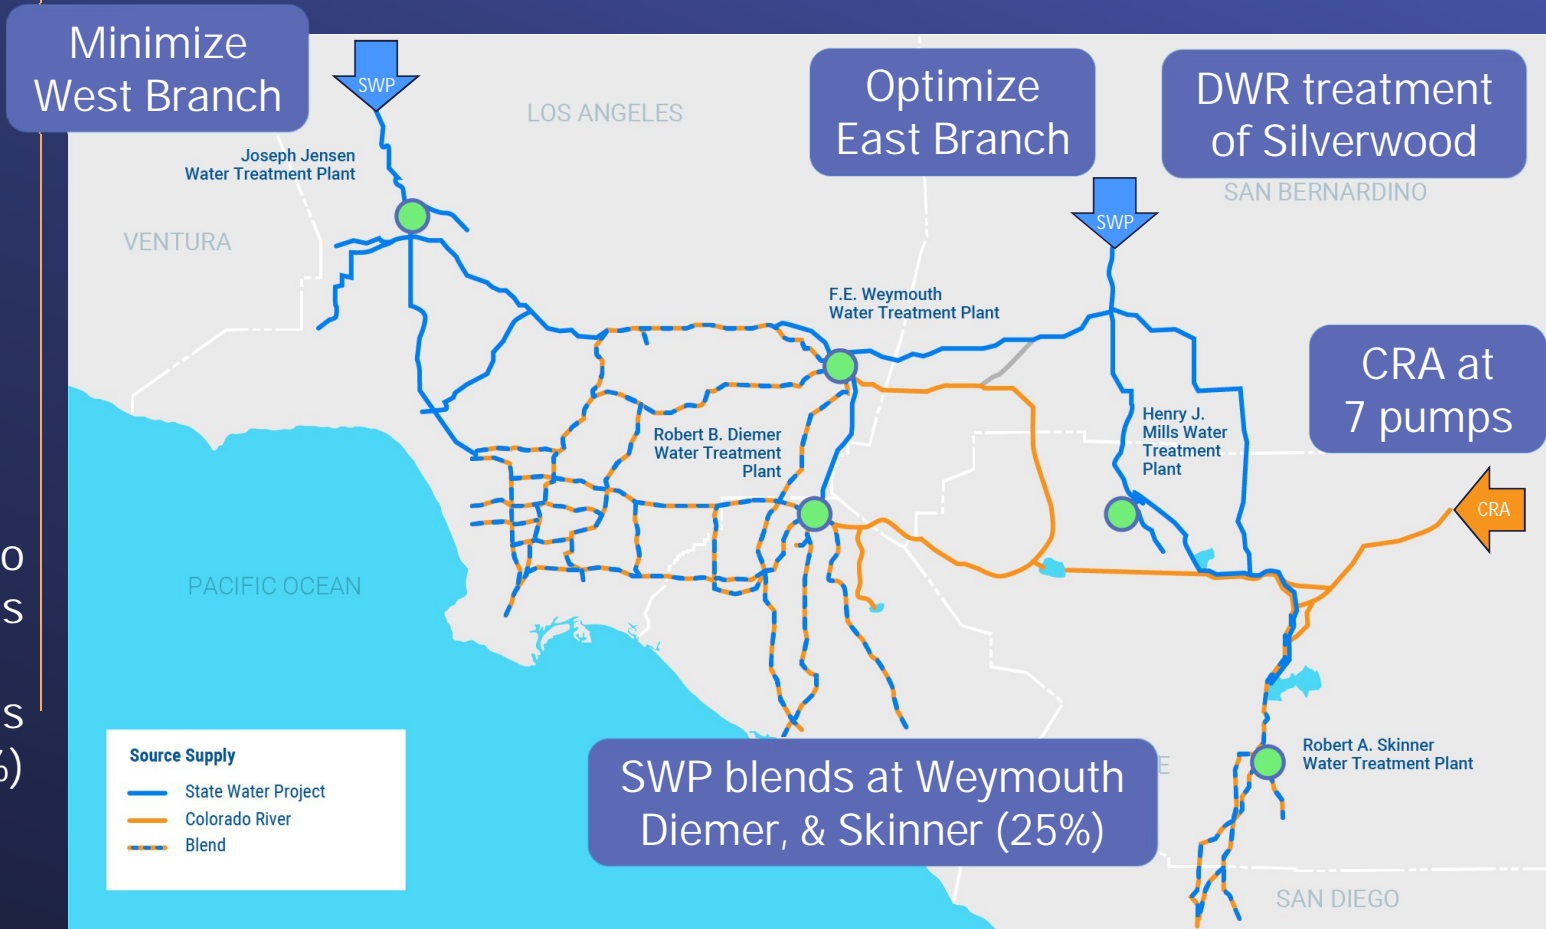 Minimize
West Branch
SWP
LOS ANGELES
Optimize
East Branch
DWR treatment
of Silverwood
SAN BERNARDINO
Joseph Jensen
Water Treatment Plant
SWP
VENTURA
F.E. Weymouth
Water Treatment Plant
CRA at
7 pumps
Henry J.
Mills Water
Treatment
Plant
Robert B. Diemer
Water Treatment
Plant
CRA
o
s
PACIFIC OCEAN
s
%)
Source Supply
State Water Project
Colorado River
Blend
SWP blends at Weymouth
Diemer, & Skinner (25%)
E
Robert A. Skinner
Water Treatment Plant
SAN DIEGO